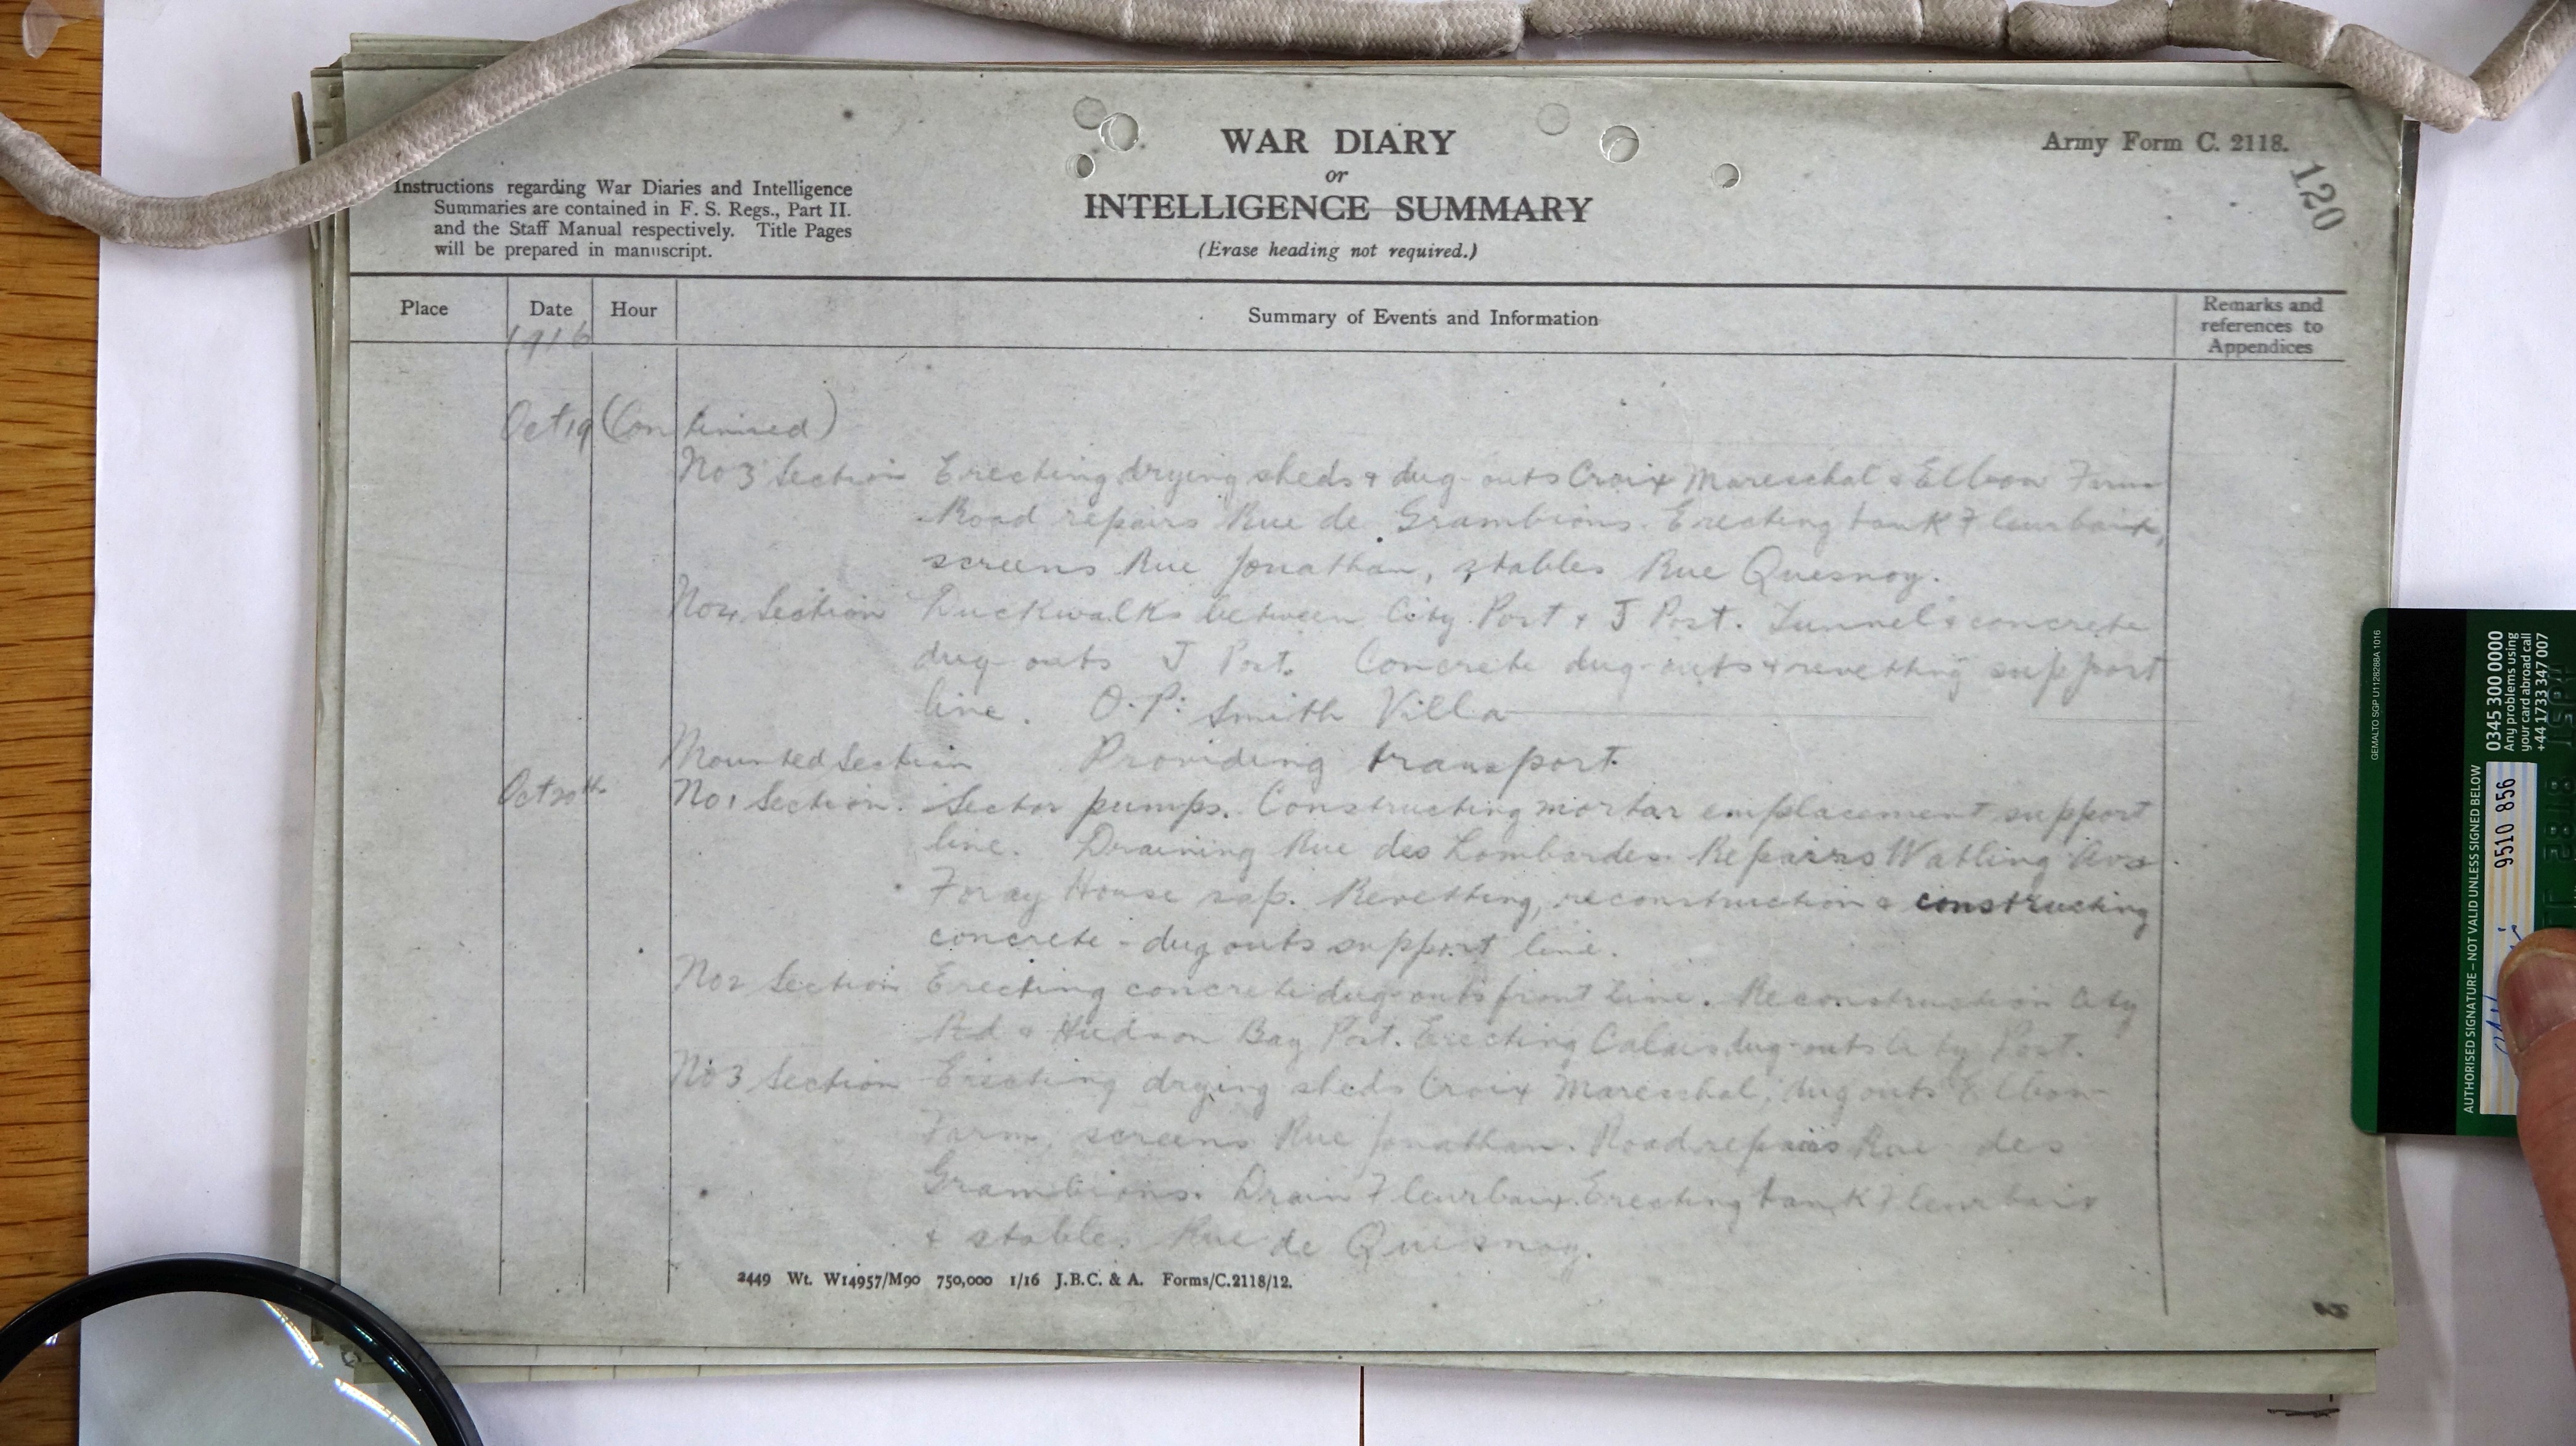 WAR DIARY
or
INTELLIGENCE SUMMARY
(Erase heading not required.)
Army Form C. 2118.
120
Instructions regarding War Diaries and Intelligence
Summaries are contained in F. S. Regs., Part II.
and the Staff Manual respectively. Title Pages
will be prepared in manuscript.
Place
Date
Hour
Summary of Events and Information
Remarks and
references to
Appendices
1916
Oct 19 (Continued)
No 3 Section Erecting drying sheds & dug-outs Croix Mareschal & Elbow Farm
Road repairs Rue de Grambions. Erecting tank Fleurbaix,
screens Rue Jonathan, stables Rue Quesnoy.
No 4 Section Duckwalks between City Post & J Post. Tunnel & concrete
dug-outs J Post. Concrete dug-outs & revetting support
line. O.P: Smith Villa
Mounted Section Providing transport.
Oct 20th No 1 Section. Sector pumps. Constructing mortar emplacement support
line. Draining Rue des Lombardes. Repairs Watling Ave
Foray House sap. Revetting, reconstruction & constructing
concrete-dug outs support line.
No 2 Section Erecting concrete dug-outs front line. Reconstruction City
Rd & Hudson Bay Post. Erecting Calais dug-outs City Post.
No 3 Section Erecting drying sheds Croix Mareschal, dug outs Elbow
Farm, screens Rue Jonathan. Road repairs Rue des
Grambions. Drain Fleurbaix. Erecting tank Fleurbaix
& stables Rue de Quesnoy.
2449 Wt. W14957/M90 750,000 1/16 J.B.C. & A. Forms/C.2118/12.
GEMALTO SGP U1128288A 1016
0345 300 0000
Any problems using
your card abroad call
+44 1733 347 007
AUTHORISED SIGNATURE – NOT VALID UNLESS SIGNED BELOW
9510 856